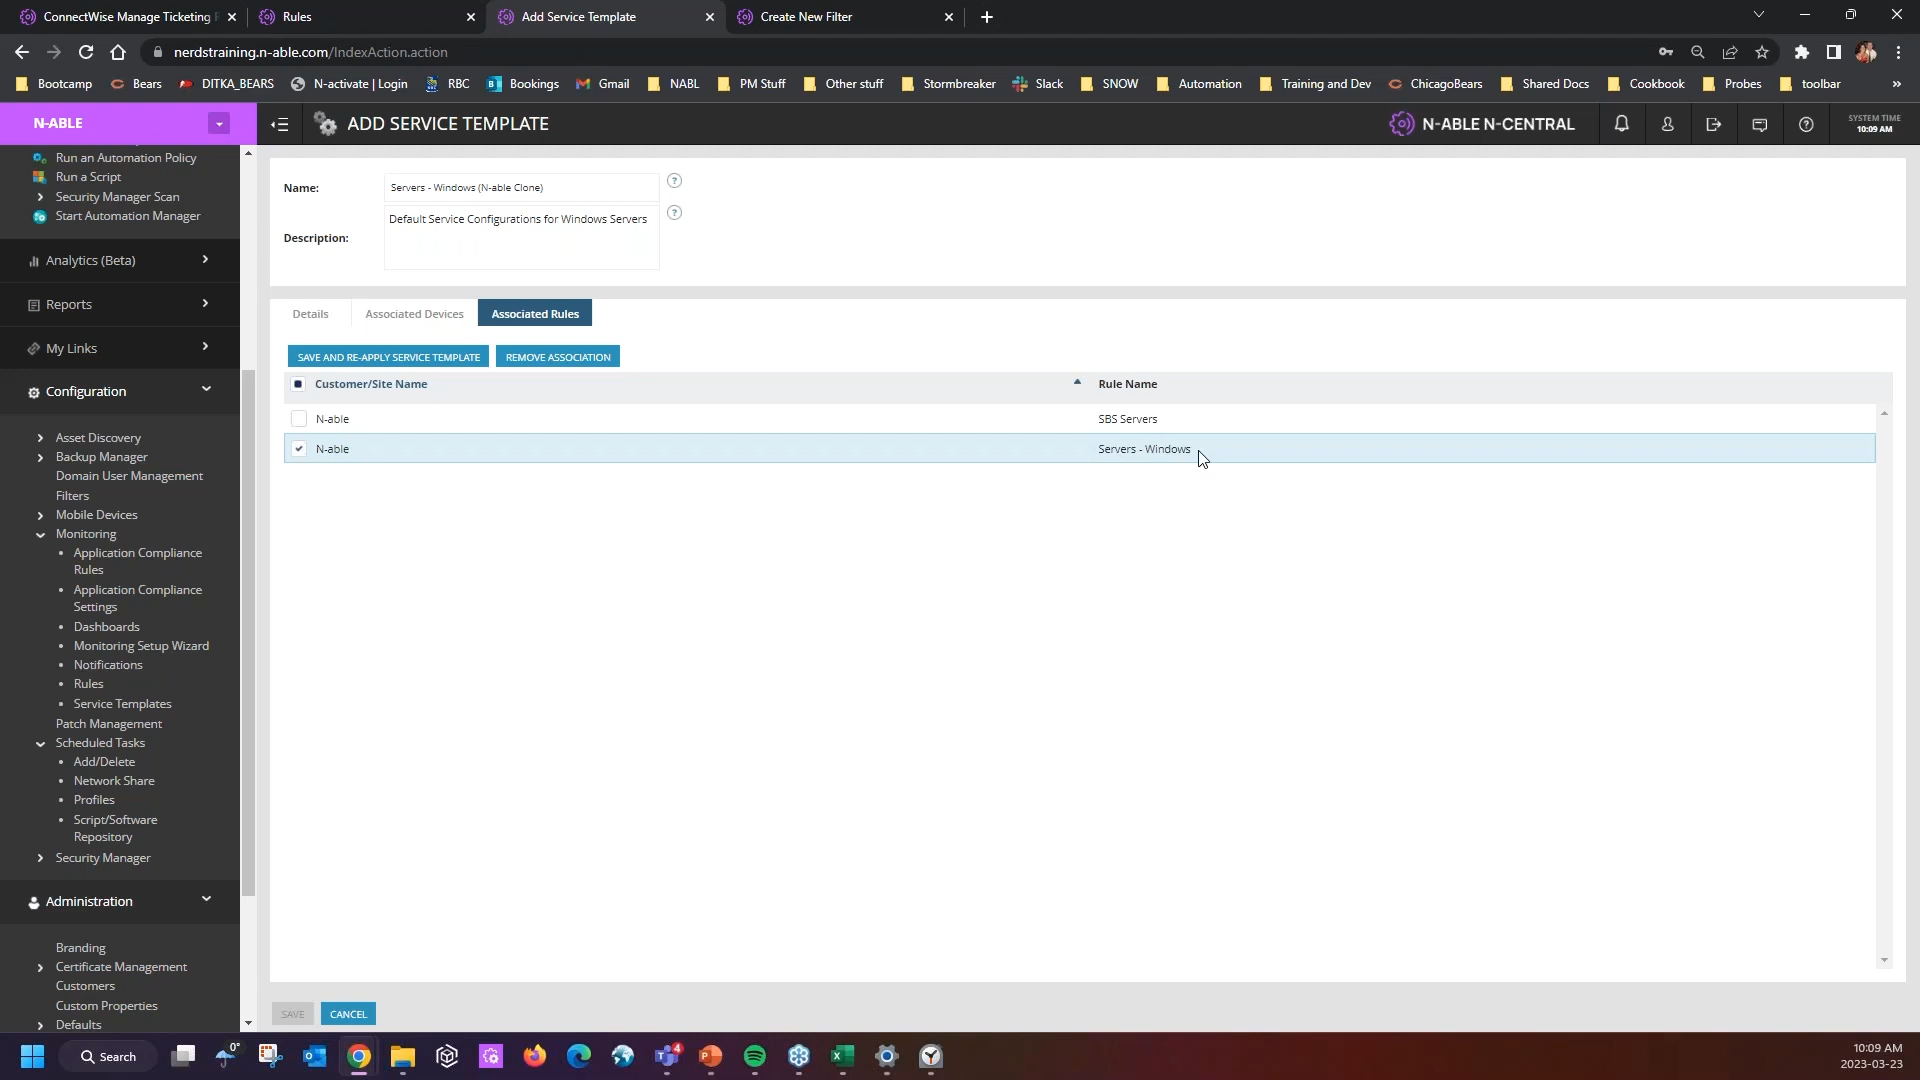 ConnectWise Manage Ticketing
Rules
Add Service Template
Create New Filter
nerdstraining.n-able.com/IndexAction.action
Bootcamp
Bears
DITKA_BEARS
N-activate | Login
RBC
Bookings
Gmail
NABL
PM Stuff
Other stuff
Stormbreaker
Slack
SNOW
Automation
Training and Dev
ChicagoBears
Shared Docs
Cookbook
Probes
toolbar
»
N-ABLE
ADD SERVICE TEMPLATE
N-ABLE N-CENTRAL
SYSTEM TIME
10:09 AM
Run an Automation Policy
Run a Script
Security Manager Scan
Start Automation Manager
Analytics (Beta)
Reports
My Links
Configuration
Asset Discovery
Backup Manager
Domain User Management
Filters
Mobile Devices
Monitoring
• Application Compliance
Rules
• Application Compliance
Settings
• Dashboards
• Monitoring Setup Wizard
• Notifications
• Rules
• Service Templates
Patch Management
Scheduled Tasks
• Add/Delete
• Network Share
• Profiles
• Script/Software
Repository
Security Manager
Administration
Branding
Certificate Management
Customers
Custom Properties
Defaults
Name:
Servers - Windows (N-able Clone)
?
Description:
Default Service Configurations for Windows Servers
?
Details
Associated Devices
Associated Rules
SAVE AND RE-APPLY SERVICE TEMPLATE
REMOVE ASSOCIATION
Customer/Site Name
Rule Name
N-able
SBS Servers
N-able
Servers - Windows
SAVE
CANCEL
Search
0°
4
10:09 AM
2023-03-23